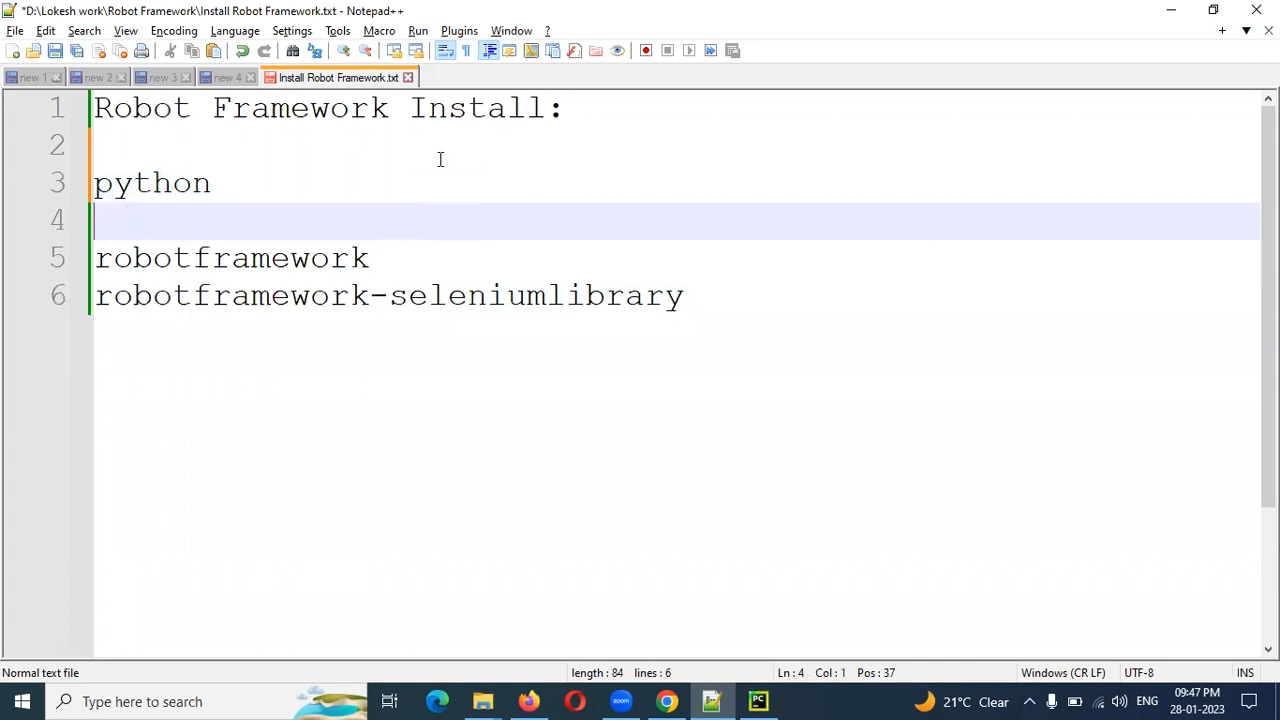 *D:\Lokesh work\Robot Framework\Install Robot Framework.txt - Notepad++
File Edit Search View Encoding Language Settings Tools Macro Run Plugins Window ?
new 1 new 2 new 3 new 4 Install Robot Framework.txt
1 Robot Framework Install:
2
3 python
4
5 robotframework
6 robotframework-seleniumlibrary
Normal text file length : 84 lines : 6 Ln : 4 Col : 1 Pos : 37 Windows (CR LF) UTF-8 INS
Type here to search zoom PC 21°C Clear ENG 09:47 PM
28-01-2023